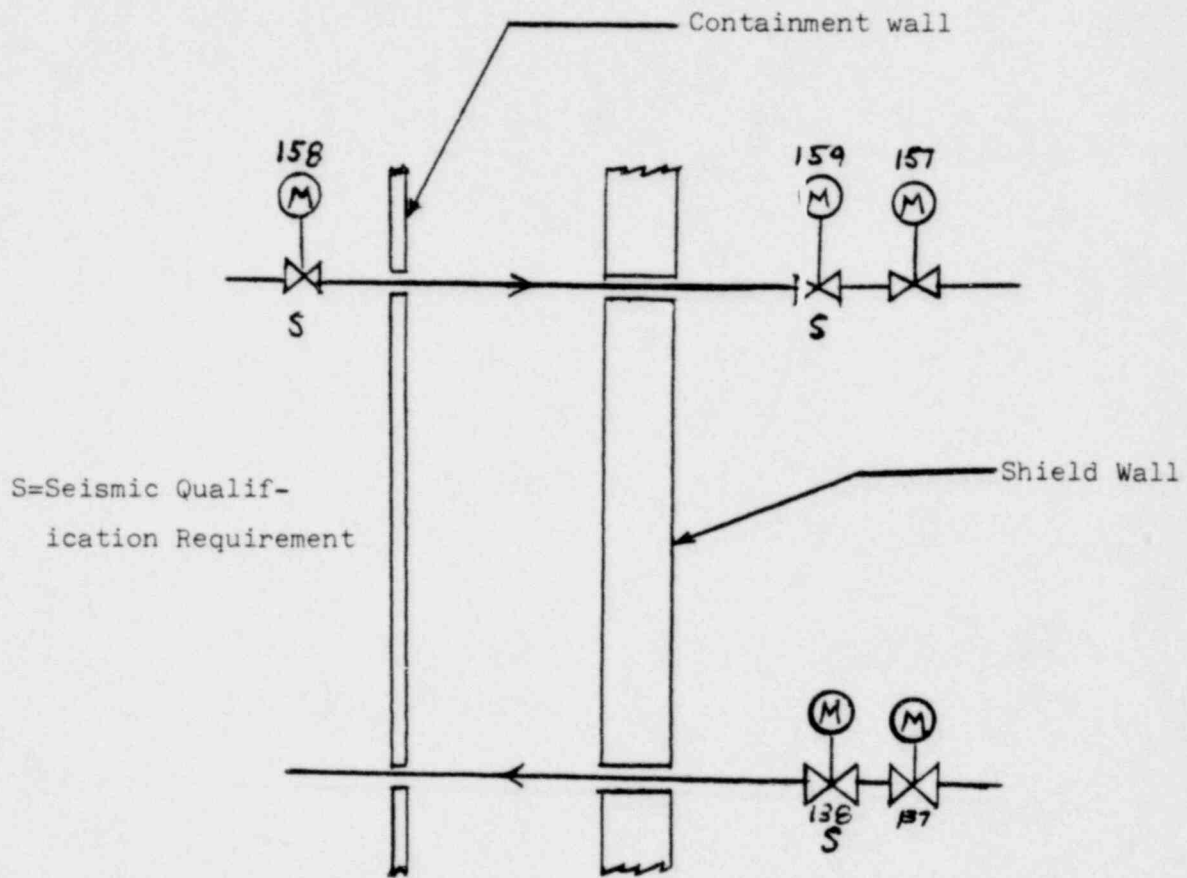 Containment wall
158
159 157
M
M M
S
S
S=Seismic Qualif-
ication Requirement
Shield Wall
M M
138 137
S